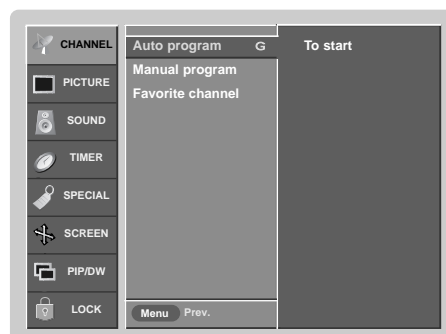 CHANNEL
PICTURE
SOUND
TIMER
SPECIAL
SCREEN
PIP/DW
LOCK
Auto program G
Manual program
Favorite channel
Menu Prev.
To start